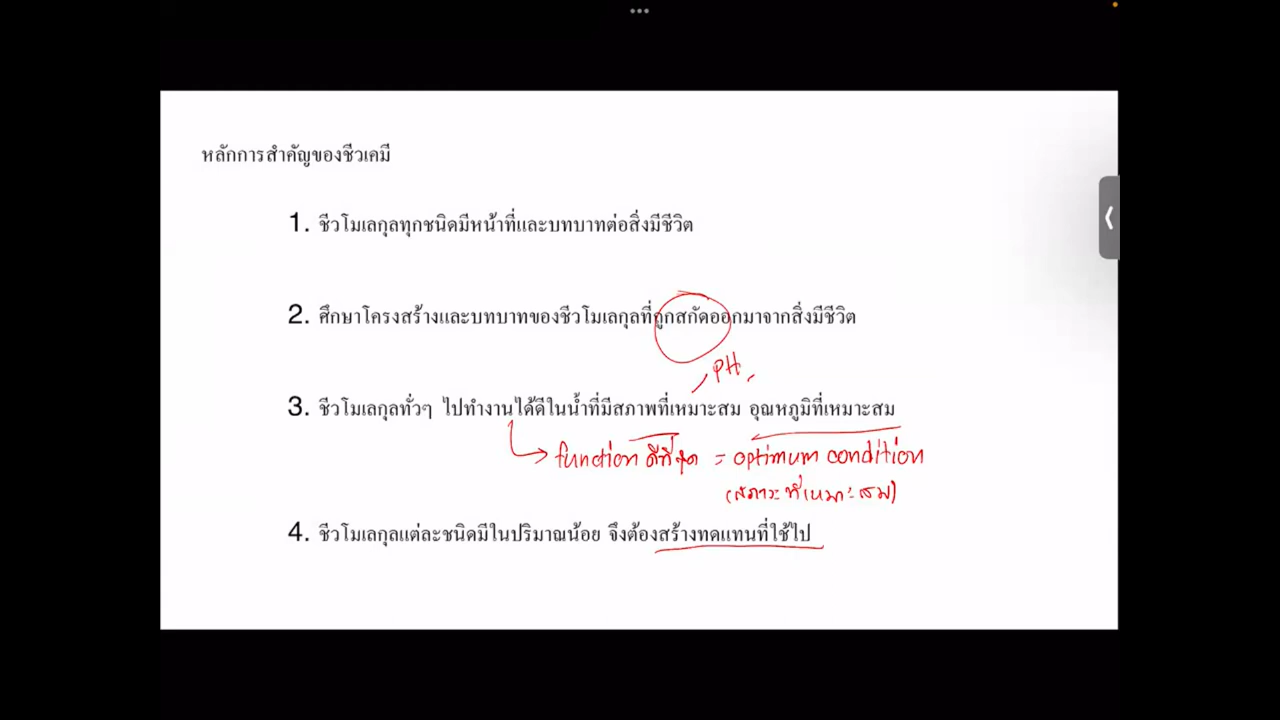 หลักการสำคัญของชีวเคมี
1. ชีวโมเลกุลทุกชนิดมีหน้าที่และบทบาทต่อสิ่งมีชีวิต
2. ศึกษาโครงสร้างและบทบาทของชีวโมเลกุลที่ถูกสกัดออกมาจากสิ่งมีชีวิต
PH
3. ชีวโมเลกุลทั่วๆ ไปทำงานได้ดีในน้ำที่มีสภาพที่เหมาะสม อุณหภูมิที่เหมาะสม
function ดีที่สุด = optimum condition
(สภาวะที่เหมาะสม)
4. ชีวโมเลกุลแต่ละชนิดมีในปริมาณน้อย จึงต้องสร้างทดแทนที่ใช้ไป